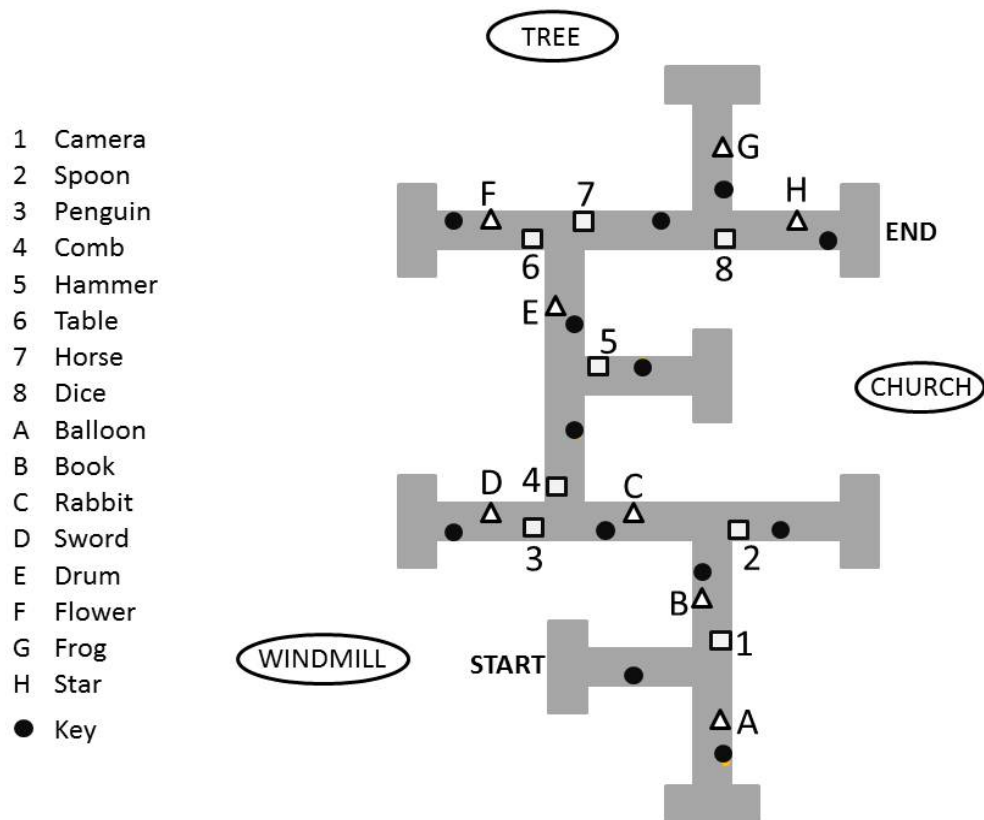 TREE
1 Camera
2 Spoon
3 Penguin
4 Comb
5 Hammer
6 Table
7 Horse
8 Dice
A Balloon
B Book
C Rabbit
D Sword
E Drum
F Flower
G Frog
H Star
Key
G
F
7
H
END
6
8
E
5
CHURCH
4
D
C
3
2
B
1
WINDMILL
START
A